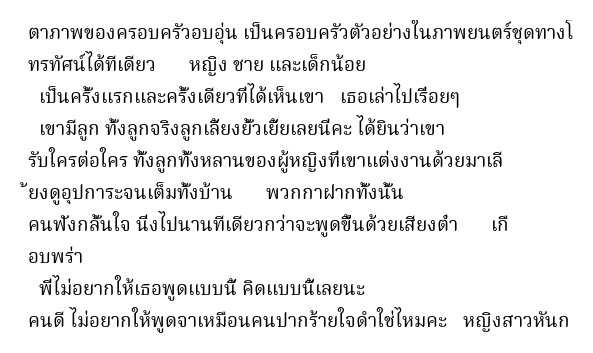 ตาภาพของครอบครัวอบอุ่น เป็นครอบครัวตัวอย่างในภาพยนตร์ชุดทางโ
ทรทัศน์ได้ทีเดียว หญิง ชาย และเด็กน้อย
เป็นครั้งแรกและครั้งเดียวที่ได้เห็นเขา เธอเล่าไปเรื่อยๆ
เขามีลูก ทั้งลูกจริงลูกเลี้ยงยั้วเยี้ยเลยนีคะ ได้ยินว่าเขา
รับใครต่อใคร ทั้งลูกทั้งหลานของผู้หญิงที่เขาแต่งงานด้วยมาเลี
้ยงดูอุปการะจนเต็มทั้งบ้าน พวกกาฝากทั้งนั้น
คนฟังกลั้นใจ นิ่งไปนานทีเดียวกว่าจะพูดขึ้นด้วยเสียงต่ำ เกื
อบพร่า
พี่ไม่อยากให้เธอพูดแบบนี้ คิดแบบนี้เลยนะ
คนดี ไม่อยากให้พูดจาเหมือนคนปากร้ายใจดำใช่ไหมคะ หญิงสาวหันก